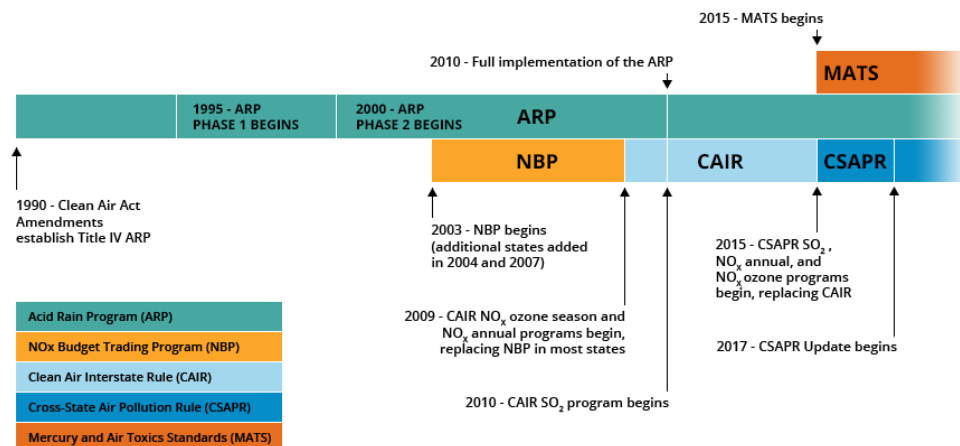 2015 - MATS begins
2010 - Full implementation of the ARP
MATS
1995 - ARP
PHASE 1 BEGINS
2000 - ARP
PHASE 2 BEGINS
ARP
NBP
CAIR
CSAPR
1990 - Clean Air Act
Amendments
establish Title IV ARP
2003 - NBP begins
(additional states added
in 2004 and 2007)
2015 - CSAPR SO₂ ,
NOₓ annual, and
NOₓ ozone programs
begin, replacing CAIR
2009 - CAIR NOₓ ozone season and
NOₓ annual programs begin,
replacing NBP in most states
2017 - CSAPR Update begins
2010 - CAIR SO₂ program begins
Acid Rain Program (ARP)
NOx Budget Trading Program (NBP)
Clean Air Interstate Rule (CAIR)
Cross-State Air Pollution Rule (CSAPR)
Mercury and Air Toxics Standards (MATS)